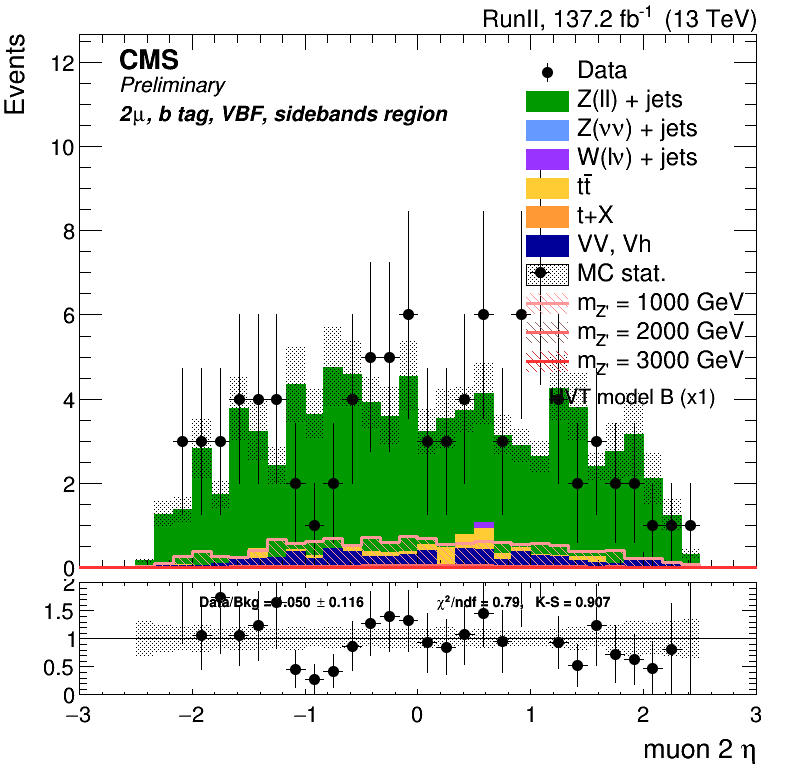 RunII, 137.2 fb⁻¹ (13 TeV)
Events
CMS
Preliminary
2μ, b tag, VBF, sidebands region
Data
Z(ll) + jets
Z(νν) + jets
W(lν) + jets
tt̄
t+X
VV, Vh
MC stat.
m_Z' = 1000 GeV
m_Z' = 2000 GeV
m_Z' = 3000 GeV
HVT model B (x1)
12
10
8
6
4
2
0
Data/Bkg = 1.050 ± 0.116 χ²/ndf = 0.79, K-S = 0.907
2
1.5
1
0.5
0
−3 −2 −1 0 1 2 3
muon 2 η